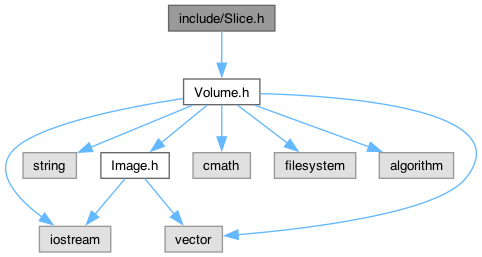 include/Slice.h
Volume.h
string
Image.h
cmath
filesystem
algorithm
iostream
vector